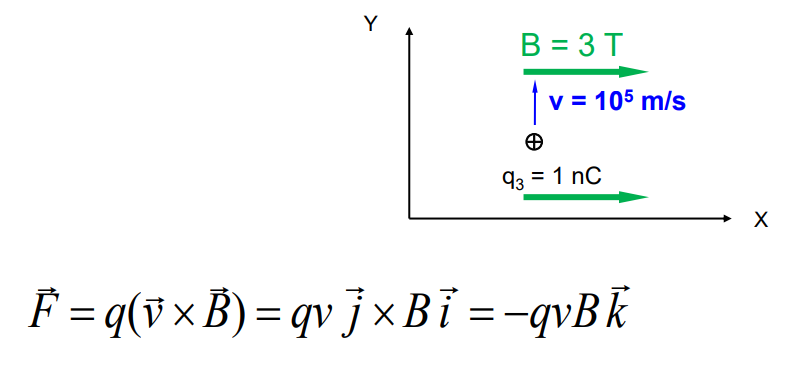 Y
B = 3 T
v = 10⁵ m/s
q₃ = 1 nC
X
F⃗ = q(v⃗ × B⃗) = qv j⃗ × B i⃗ = −qvB k⃗